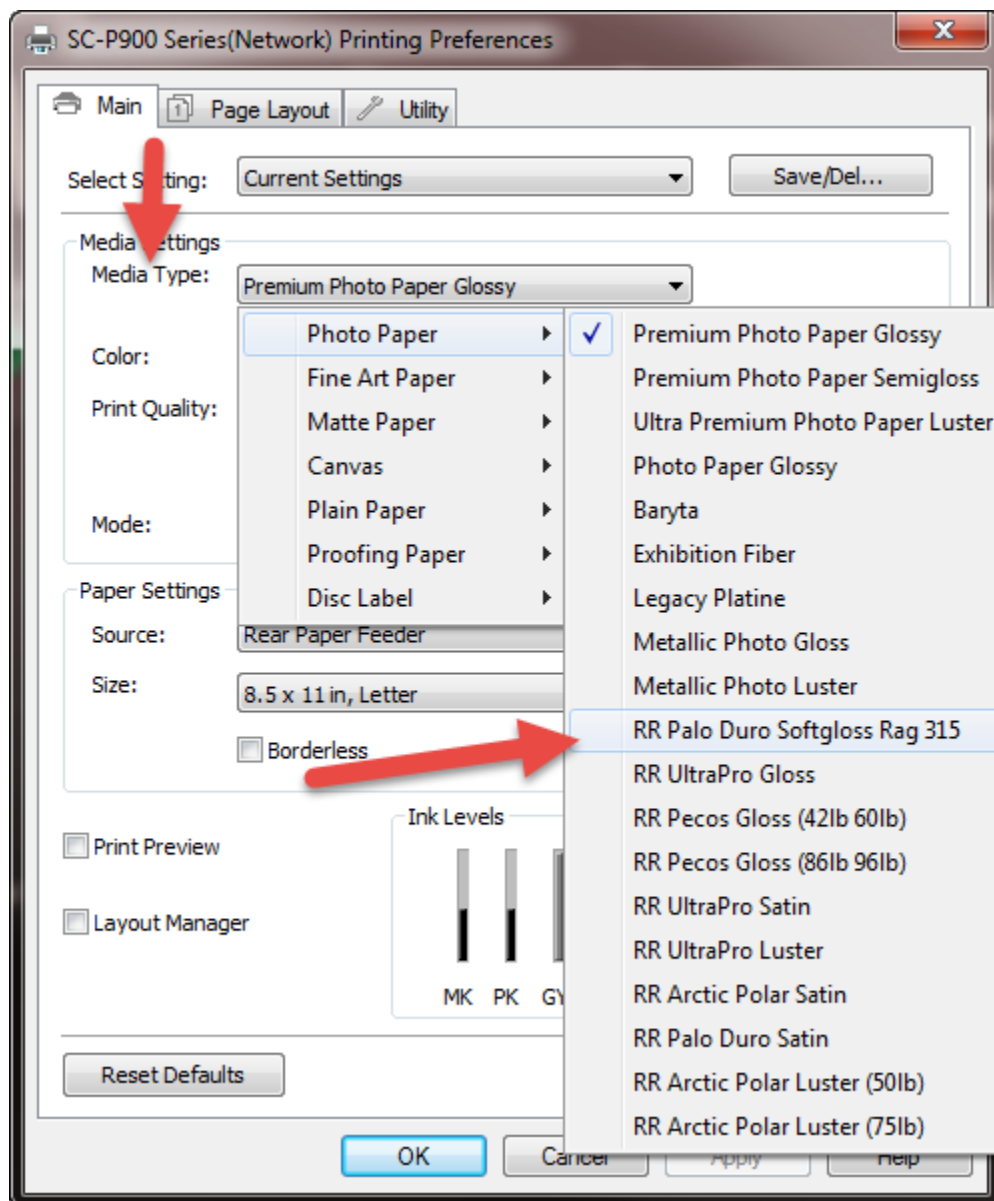 SC-P900 Series(Network) Printing Preferences
Main
Page Layout
Utility
Select Setting:
Current Settings
Save/Del...
Media Settings
Media Type:
Premium Photo Paper Glossy
Color:
Print Quality:
Mode:
Photo Paper
Fine Art Paper
Matte Paper
Canvas
Plain Paper
Proofing Paper
Disc Label
Premium Photo Paper Glossy
Premium Photo Paper Semigloss
Ultra Premium Photo Paper Luster
Photo Paper Glossy
Baryta
Exhibition Fiber
Legacy Platine
Metallic Photo Gloss
Metallic Photo Luster
RR Palo Duro Softgloss Rag 315
RR UltraPro Gloss
RR Pecos Gloss (42lb 60lb)
RR Pecos Gloss (86lb 96lb)
RR UltraPro Satin
RR UltraPro Luster
RR Arctic Polar Satin
RR Palo Duro Satin
RR Arctic Polar Luster (50lb)
RR Arctic Polar Luster (75lb)
Paper Settings
Source:
Rear Paper Feeder
Size:
8.5 x 11 in, Letter
Borderless
Print Preview
Layout Manager
Ink Levels
MK PK GY
Reset Defaults
OK
Cancel
Apply
Help